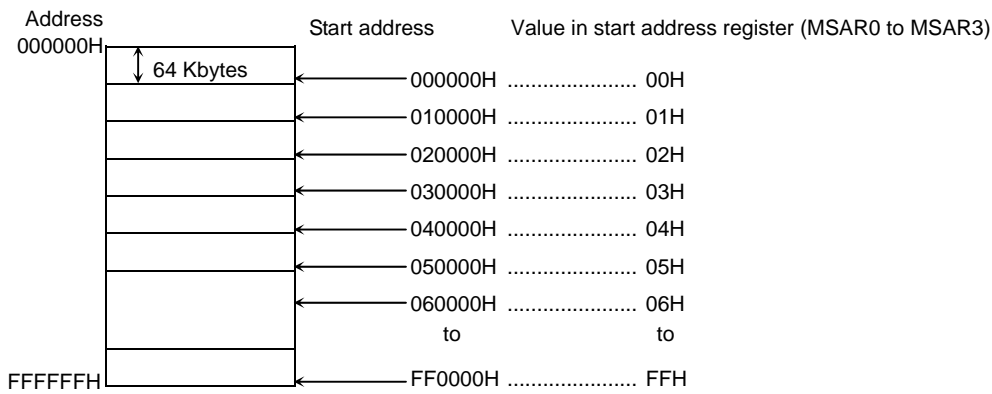 Address
000000H
Start address
Value in start address register (MSAR0 to MSAR3)
64 Kbytes
000000H ...................... 00H
010000H ...................... 01H
020000H ...................... 02H
030000H ...................... 03H
040000H ...................... 04H
050000H ...................... 05H
060000H ...................... 06H
to to
FFFFFFH
FF0000H ...................... FFH